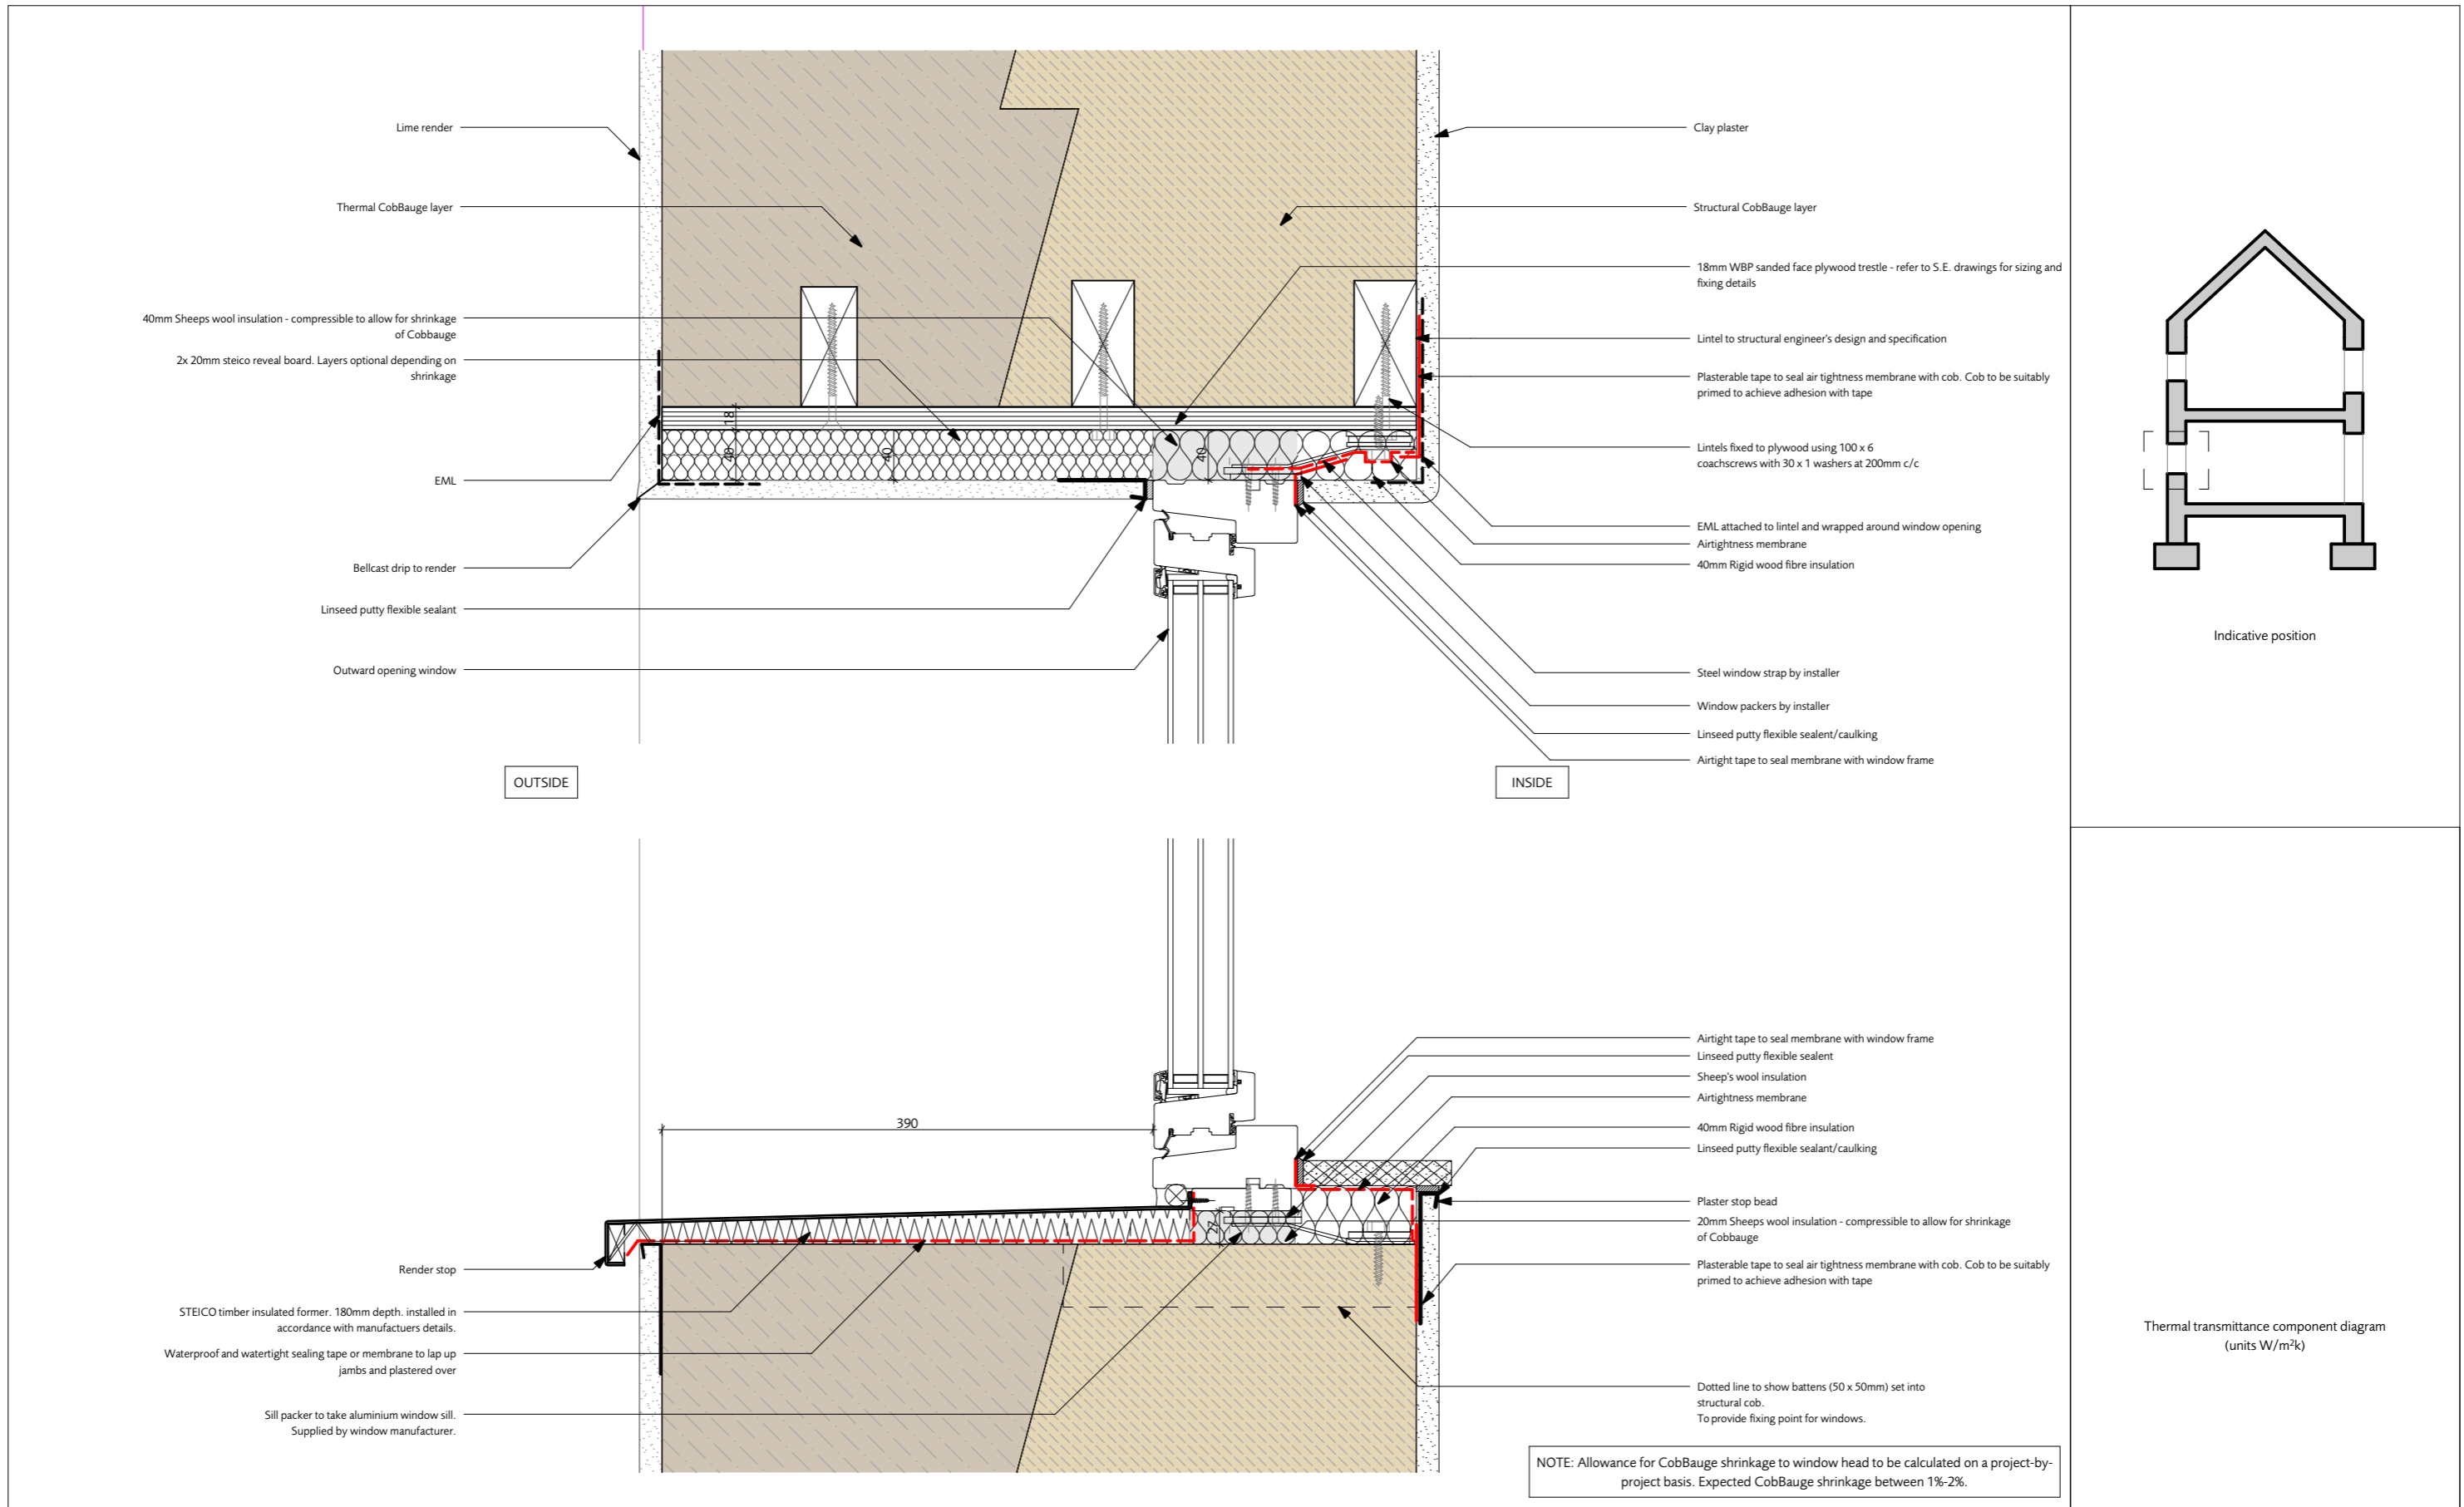 Lime render
Thermal CobBauge layer
40mm Sheeps wool insulation - compressible to allow for shrinkage
of Cobbauge
2x 20mm steico reveal board. Layers optional depending on
shrinkage
EML
Bellcast drip to render
Linseed putty flexible sealant
Outward opening window
18
40
40
40
Clay plaster
Structural CobBauge layer
18mm WBP sanded face plywood trestle - refer to S.E. drawings for sizing and
fixing details
Lintel to structural engineer's design and specification
Plasterable tape to seal air tightness membrane with cob. Cob to be suitably
primed to achieve adhesion with tape
Lintels fixed to plywood using 100 x 6
coachscrews with 30 x 1 washers at 200mm c/c
EML attached to lintel and wrapped around window opening
Airtightness membrane
40mm Rigid wood fibre insulation
Steel window strap by installer
Window packers by installer
Linseed putty flexible sealent/caulking
Airtight tape to seal membrane with window frame
Indicative position
OUTSIDE
INSIDE
390
27
Render stop
STEICO timber insulated former. 180mm depth. installed in
accordance with manufactuers details.
Waterproof and watertight sealing tape or membrane to lap up
jambs and plastered over
Sill packer to take aluminium window sill.
Supplied by window manufacturer.
Airtight tape to seal membrane with window frame
Linseed putty flexible sealent
Sheep's wool insulation
Airtightness membrane
40mm Rigid wood fibre insulation
Linseed putty flexible sealant/caulking
Plaster stop bead
20mm Sheeps wool insulation - compressible to allow for shrinkage
of Cobbauge
Plasterable tape to seal air tightness membrane with cob. Cob to be suitably
primed to achieve adhesion with tape
Dotted line to show battens (50 x 50mm) set into
structural cob.
To provide fixing point for windows.
NOTE: Allowance for CobBauge shrinkage to window head to be calculated on a project-by-
project basis. Expected CobBauge shrinkage between 1%-2%.
Thermal transmittance component diagram
(units W/m²k)